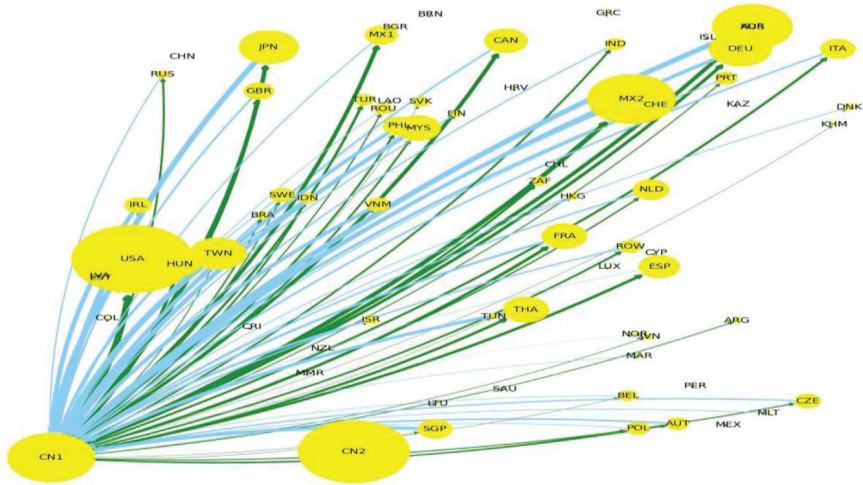 BRN
GRC
BGR
MX1
CAN
ISL
JPN
IND
DEU
ITA
CHN
RUS
PRT
GBR
HRV
TUR
LAO
SVK
MX2
CHE
KAZ
DNK
ROU
FIN
PHL
MYS
KHM
CHL
ZAF
SWE
IDN
HKG
NLD
IRL
VNM
BRA
FRA
ROW
CYP
USA
HUN
TWN
LUX
ESP
LVA
EST
COL
CRI
ISR
TUN
THA
ARG
NOR
SVN
NZL
MAR
MMR
SAU
PER
LTU
BEL
CZE
MLT
SGP
POL
AUT
MEX
CN1
CN2